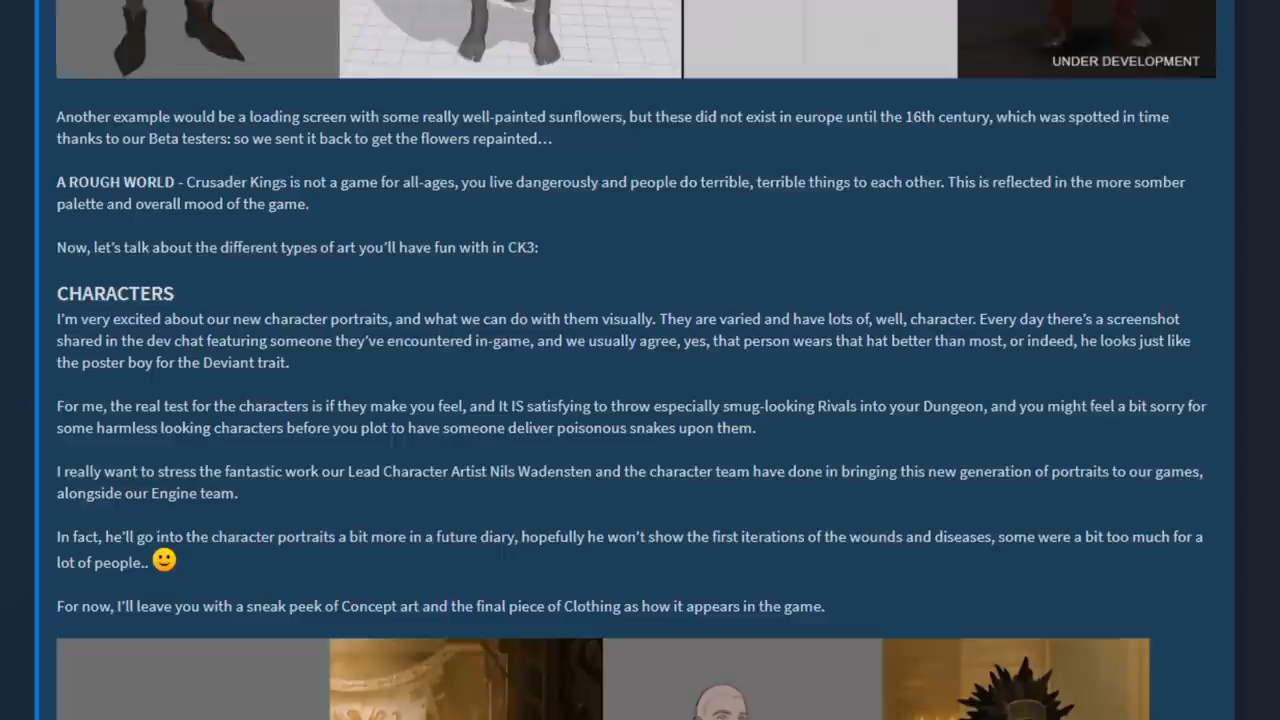 UNDER DEVELOPMENT
Another example would be a loading screen with some really well-painted sunflowers, but these did not exist in europe until the 16th century, which was spotted in time
thanks to our Beta testers: so we sent it back to get the flowers repainted…
A ROUGH WORLD - Crusader Kings is not a game for all-ages, you live dangerously and people do terrible, terrible things to each other. This is reflected in the more somber
palette and overall mood of the game.
Now, let’s talk about the different types of art you’ll have fun with in CK3:
CHARACTERS
I’m very excited about our new character portraits, and what we can do with them visually. They are varied and have lots of, well, character. Every day there’s a screenshot
shared in the dev chat featuring someone they’ve encountered in-game, and we usually agree, yes, that person wears that hat better than most, or indeed, he looks just like
the poster boy for the Deviant trait.
For me, the real test for the characters is if they make you feel, and It IS satisfying to throw especially smug-looking Rivals into your Dungeon, and you might feel a bit sorry for
some harmless looking characters before you plot to have someone deliver poisonous snakes upon them.
I really want to stress the fantastic work our Lead Character Artist Nils Wadensten and the character team have done in bringing this new generation of portraits to our games,
alongside our Engine team.
In fact, he’ll go into the character portraits a bit more in a future diary, hopefully he won’t show the first iterations of the wounds and diseases, some were a bit too much for a
lot of people..
For now, I’ll leave you with a sneak peek of Concept art and the final piece of Clothing as how it appears in the game.